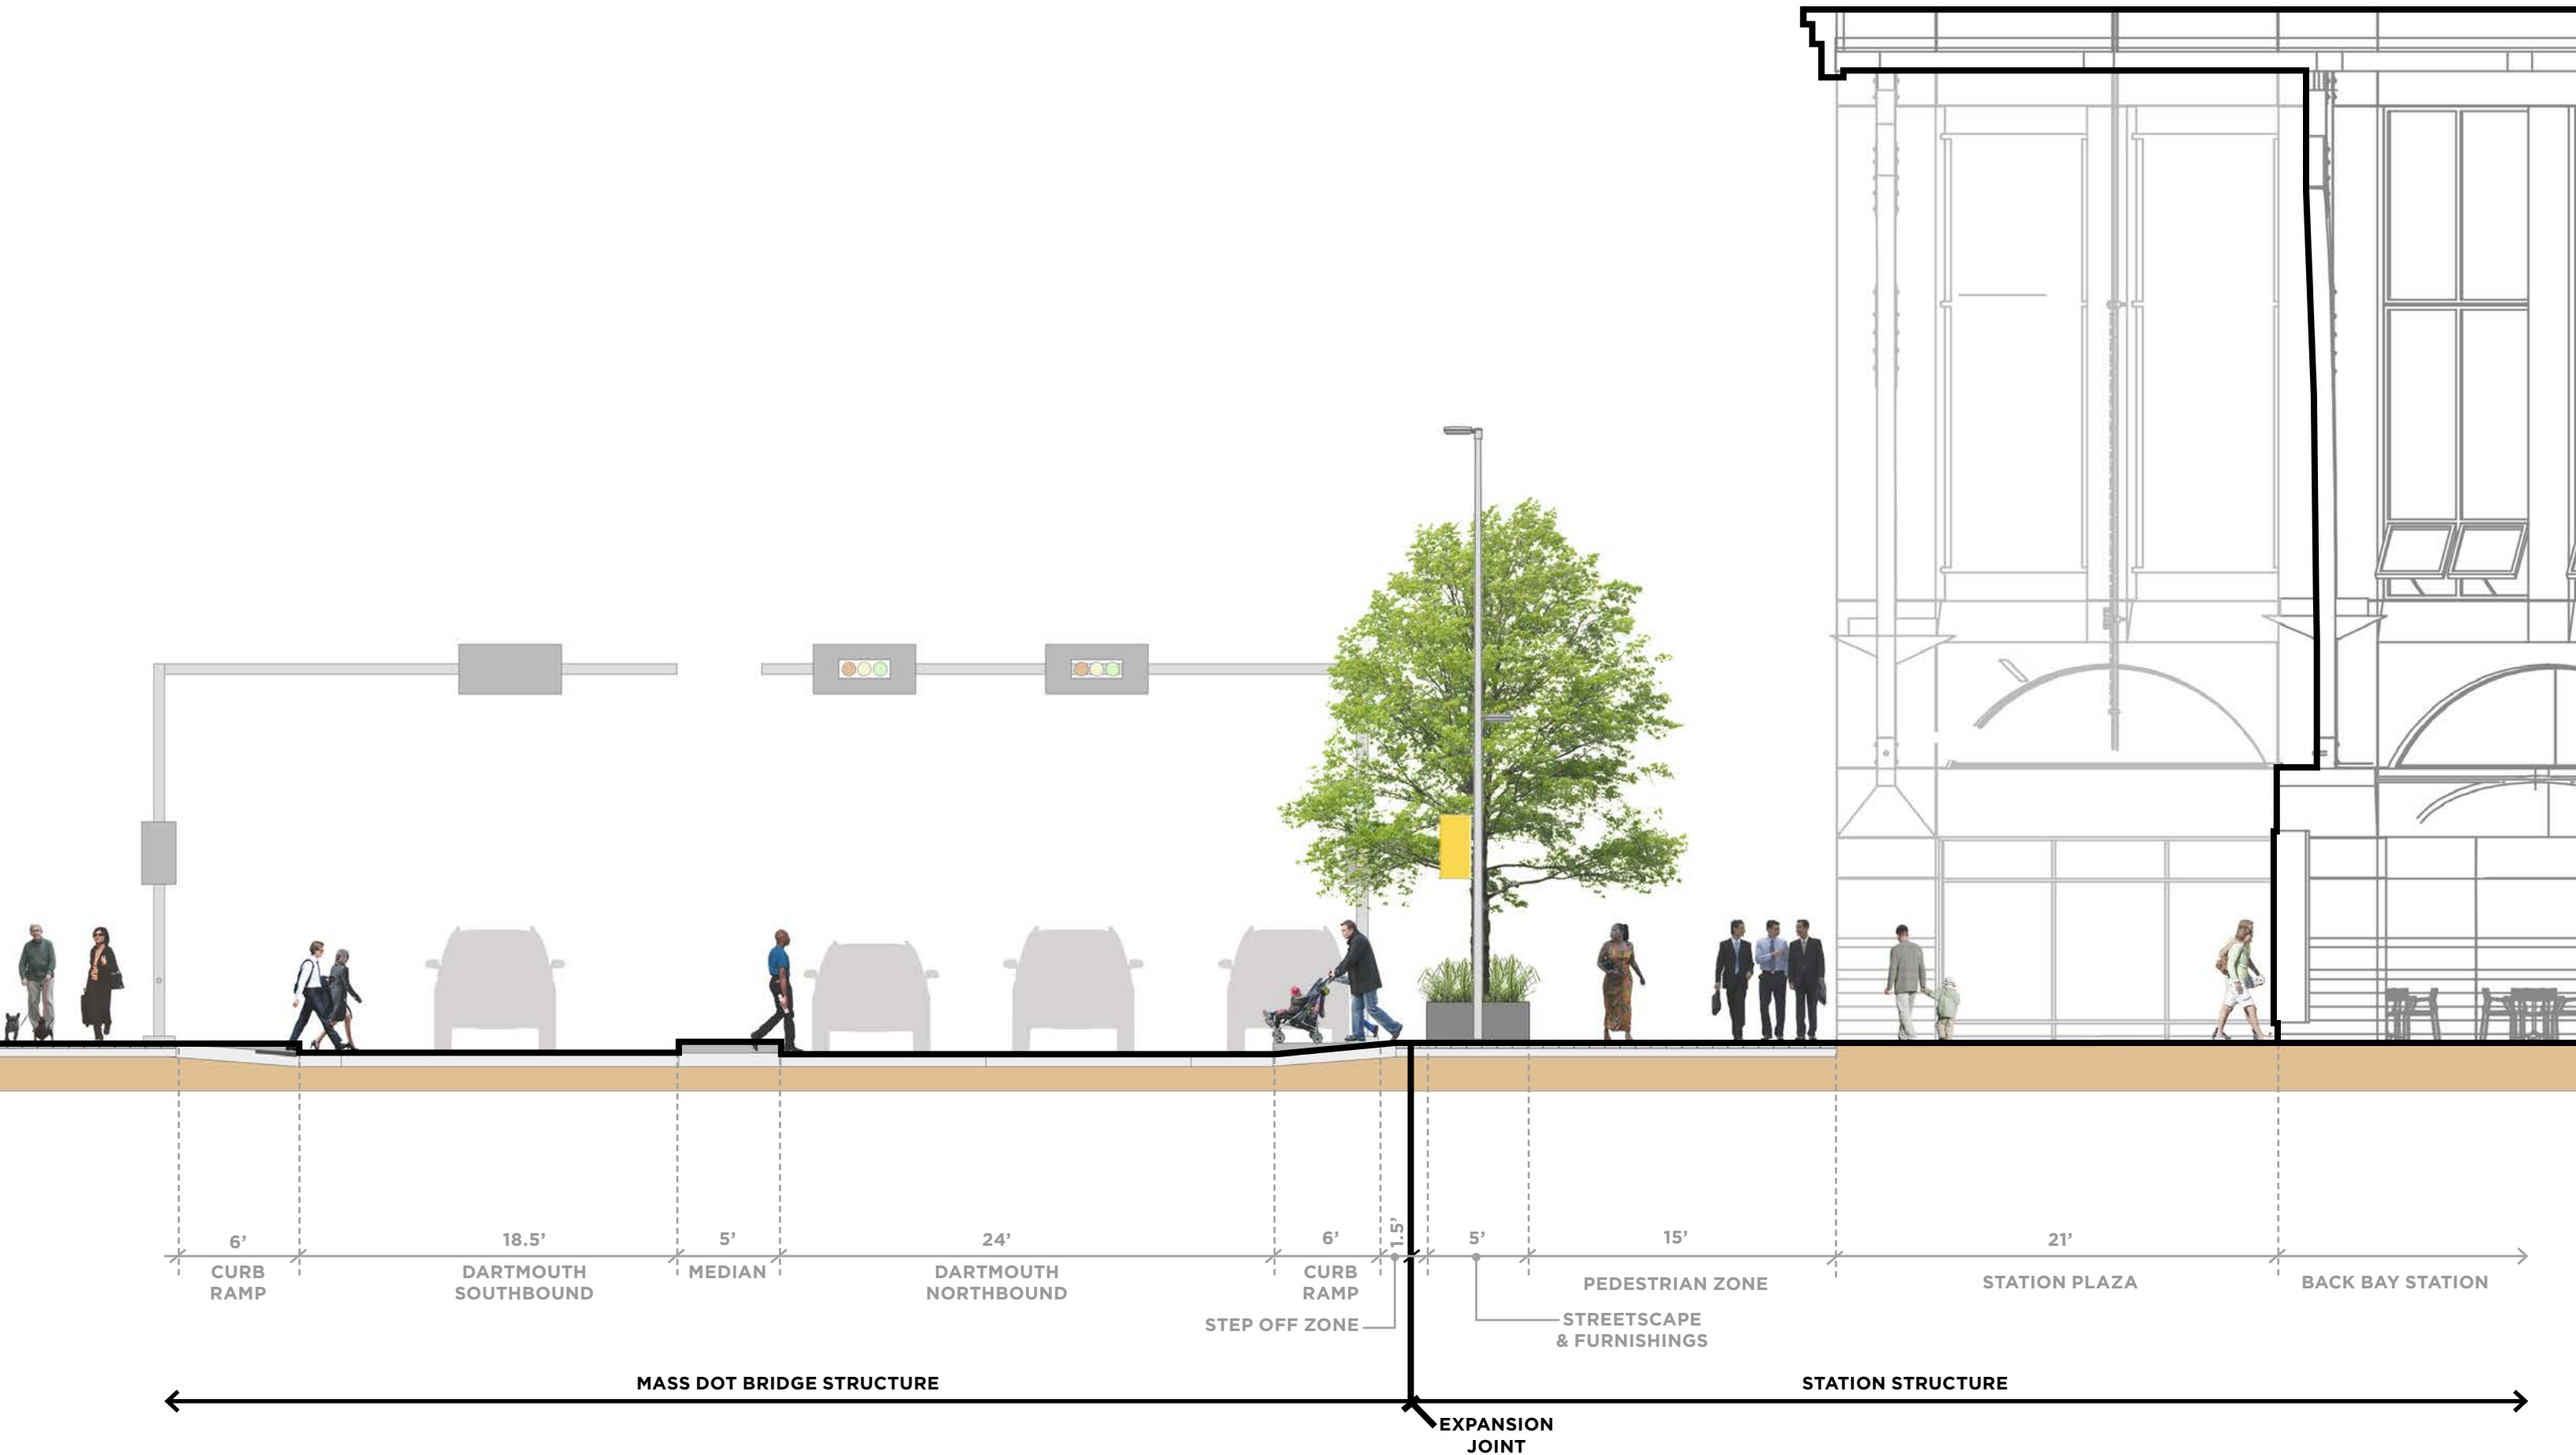 6’
18.5’
5’
24’
6’
1.5’
5’
15’
21’
CURB
RAMP
DARTMOUTH
SOUTHBOUND
MEDIAN
DARTMOUTH
NORTHBOUND
CURB
RAMP
PEDESTRIAN ZONE
STATION PLAZA
BACK BAY STATION
STEP OFF ZONE
STREETSCAPE
& FURNISHINGS
MASS DOT BRIDGE STRUCTURE
STATION STRUCTURE
EXPANSION
JOINT